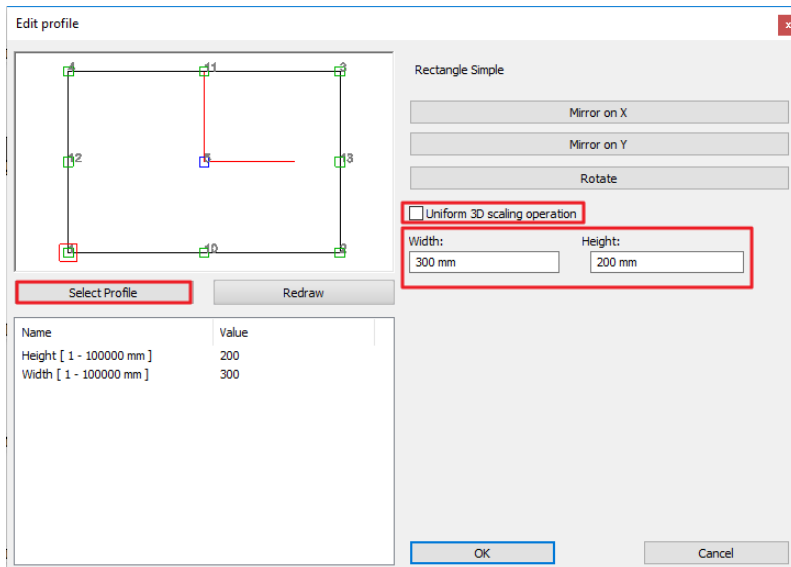 Edit profile
x
4 11 3
12 5 13
1 10 2
Select Profile Redraw
Name Value
Height [ 1 - 100000 mm ] 200
Width [ 1 - 100000 mm ] 300
Rectangle Simple
Mirror on X
Mirror on Y
Rotate
Uniform 3D scaling operation
Width: Height:
300 mm 200 mm
OK Cancel